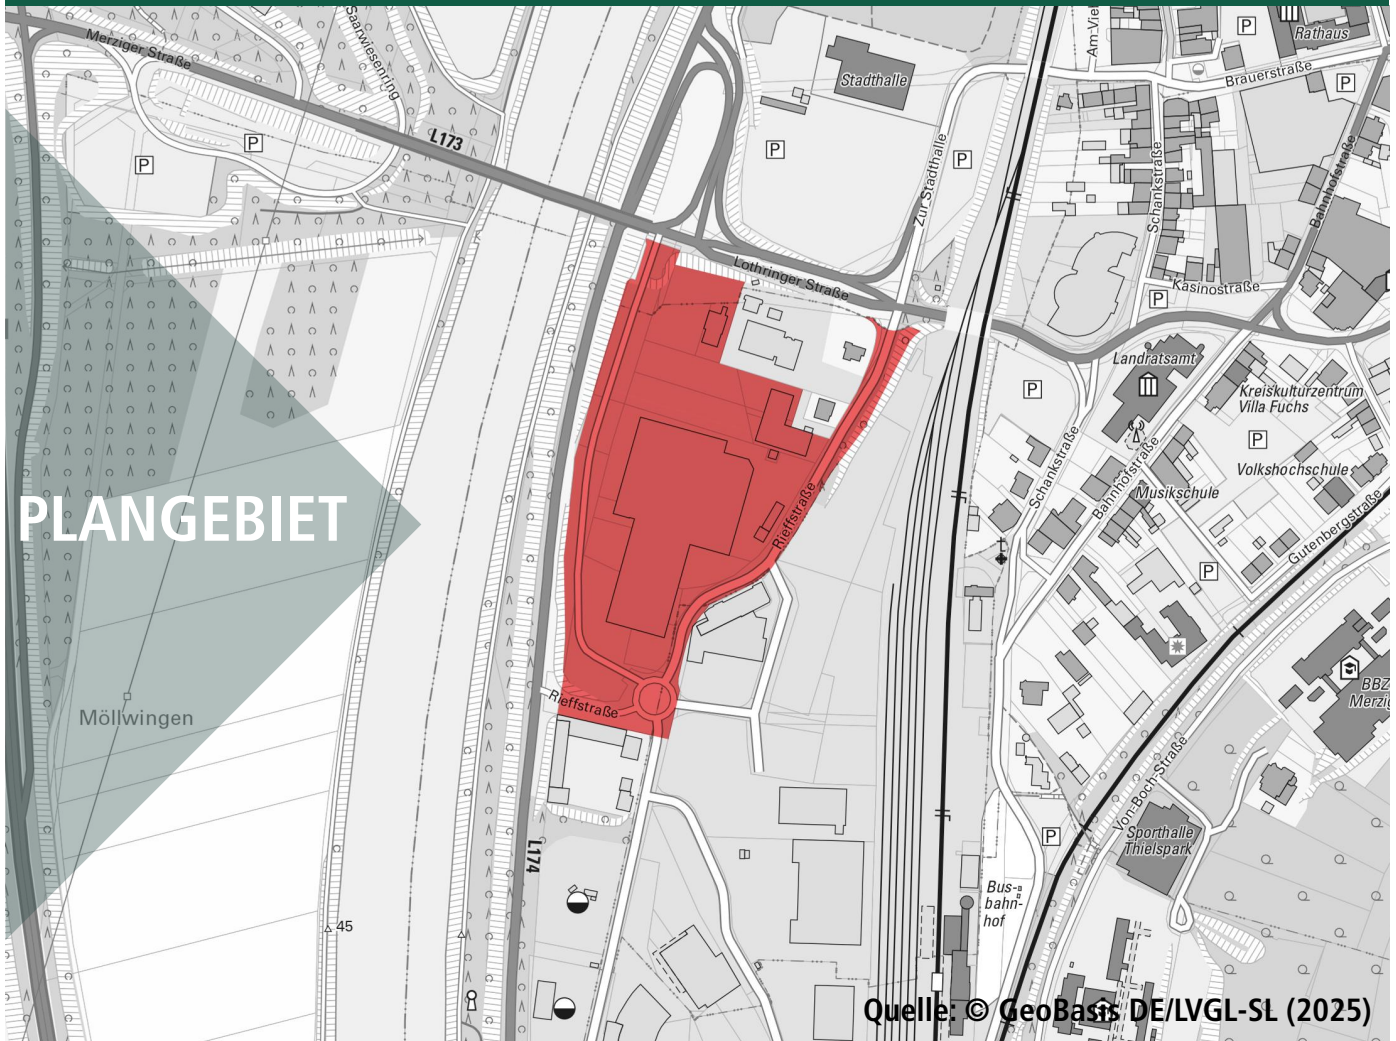 Merziger Straße
Saarwiesenring
P
P
L173
Stadthalle
P
Zur Stadthalle
P
Am Viel
P
Rathaus
Brauerstraße
P
Schankstraße
Bahnhofstraße
Lothringer Straße
Kasinostraße
P
Landratsamt
P
Kreiskulturzentrum
Villa Fuchs
P
Volkshochschule
Schankstraße
Bahnhofstraße
Musikschule
Gutenbergstraße
P
PLANGEBIET
Rieffstraße
Rieffstraße
Möllwingen
BBZ
Merzig
Von-Boch-Straße
P
Sporthalle
Thielspark
L174
Bus-
bahn-
hof
45
Quelle: © GeoBasis DE/LVGL-SL (2025)